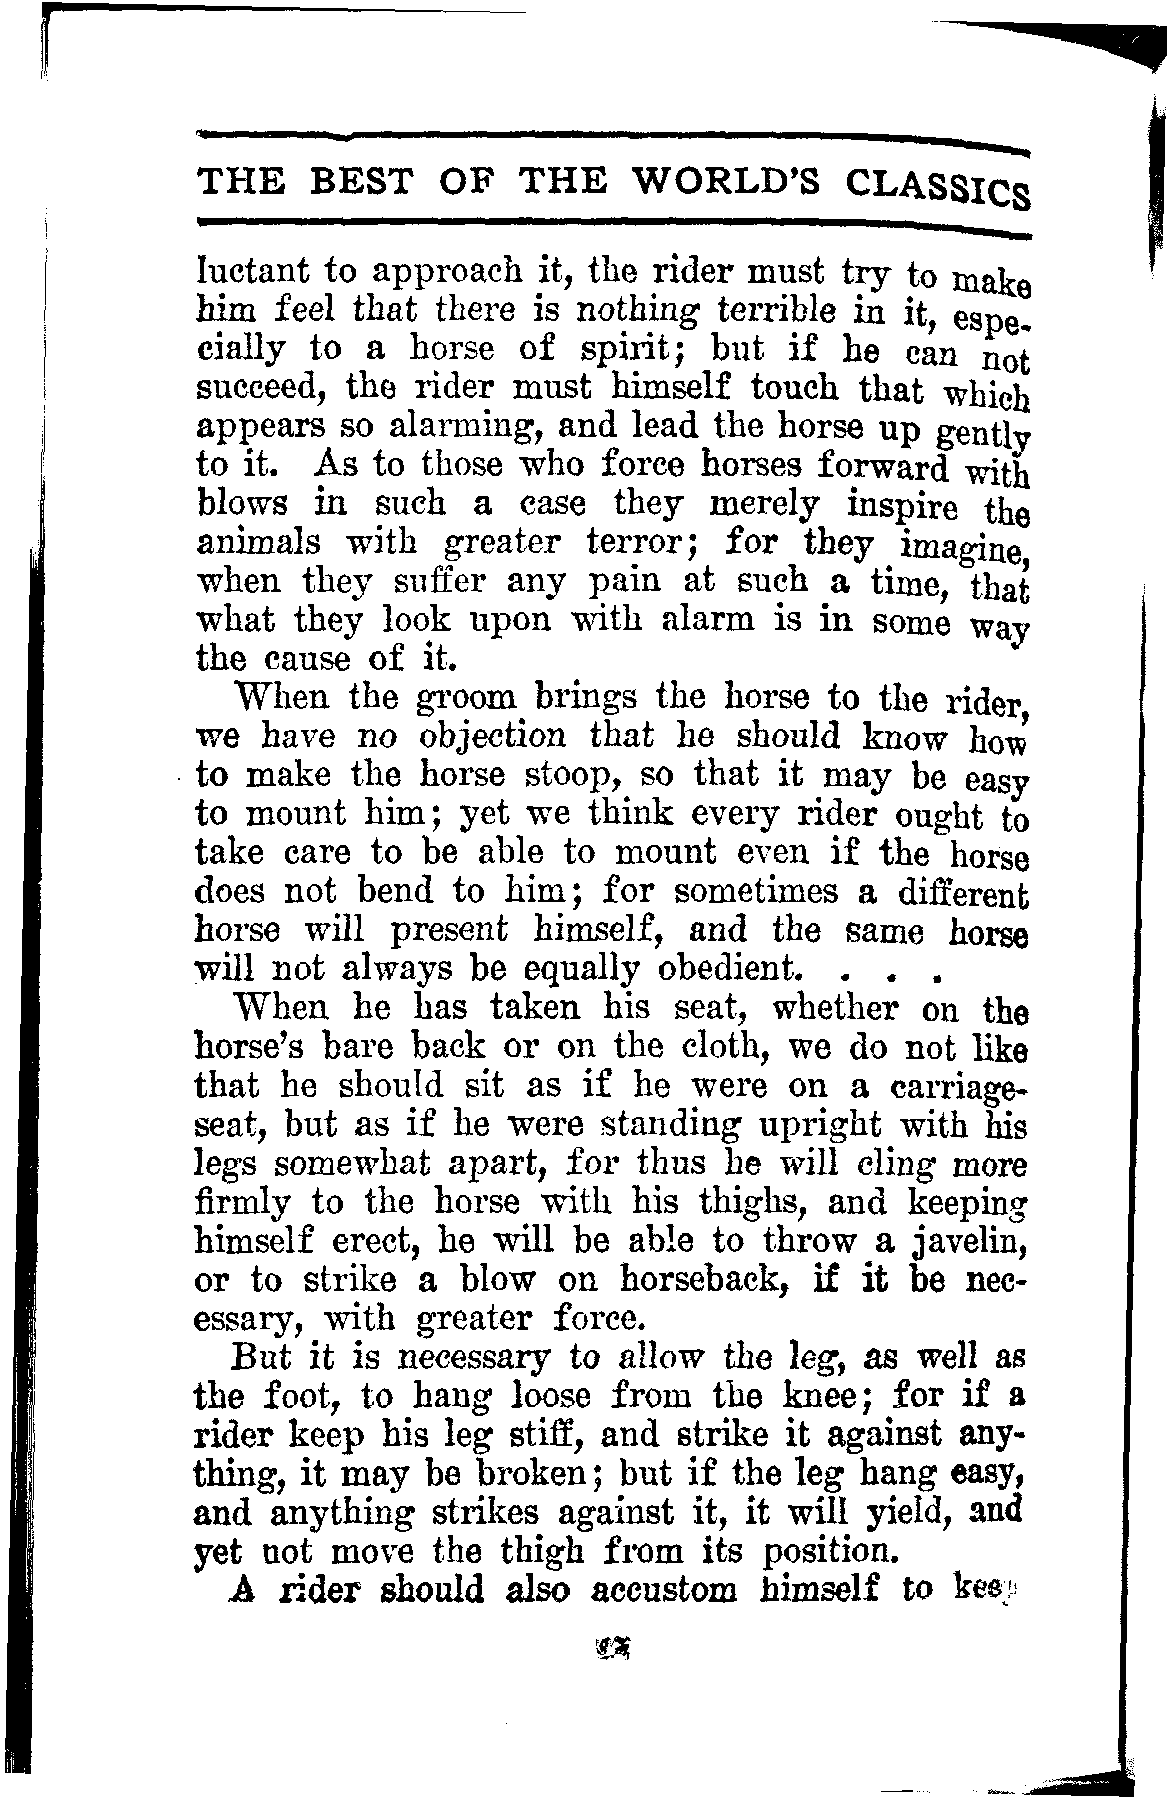 THE BEST OF THE WORLD'S CLASSICS
luctant to approach it, the rider must try to make
him feel that there is nothing terrible in it, espe-
cially to a horse of spirit; but if he can not
succeed, the rider must himself touch that which
appears so alarming, and lead the horse up gently
to it. As to those who force horses forward with
blows in such a case they merely inspire the
animals with greater terror; for they imagine,
when they suffer any pain at such a time, that
what they look upon with alarm is in some way
the cause of it.
When the groom brings the horse to the rider,
we have no objection that he should know how
to make the horse stoop, so that it may be easy
to mount him; yet we think every rider ought to
take care to be able to mount even if the horse
does not bend to him; for sometimes a different
horse will present himself, and the same horse
will not always be equally obedient. . . .
When he has taken his seat, whether on the
horse's bare back or on the cloth, we do not like
that he should sit as if he were on a carriage-
seat, but as if he were standing upright with his
legs somewhat apart, for thus he will cling more
firmly to the horse with his thighs, and keeping
himself erect, he will be able to throw a javelin,
or to strike a blow on horseback, if it be nec-
essary, with greater force.
But it is necessary to allow the leg, as well as
the foot, to hang loose from the knee; for if a
rider keep his leg stiff, and strike it against any-
thing, it may be broken; but if the leg hang easy,
and anything strikes against it, it will yield, and
yet not move the thigh from its position.
A rider should also accustom himself to keep